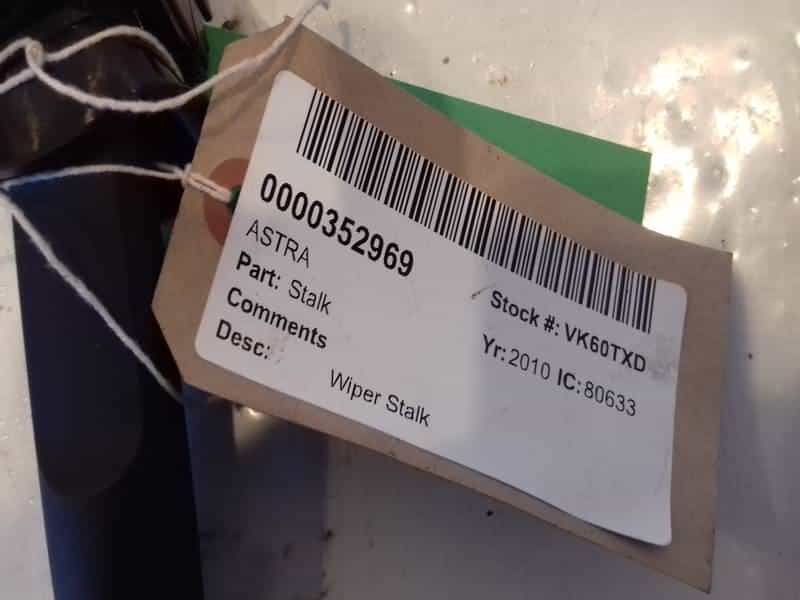 0000352969
ASTRA
Part: Stalk
Stock #: VK60TXD
Comments
Yr: 2010 IC: 80633
Desc:
Wiper Stalk